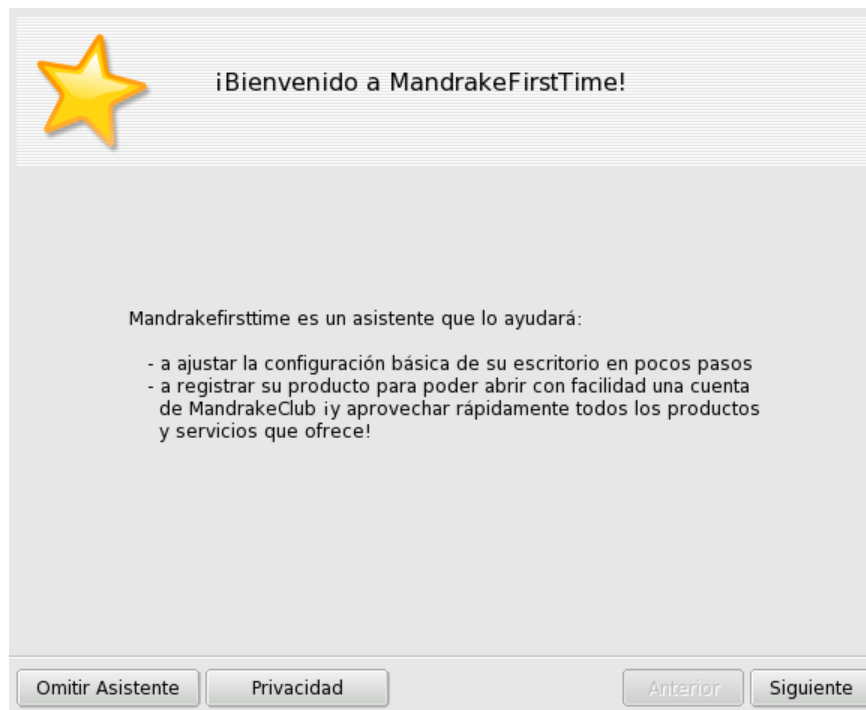 ¡Bienvenido a MandrakeFirstTime!
Mandrakefirsttime es un asistente que lo ayudará:
- a ajustar la configuración básica de su escritorio en pocos pasos
- a registrar su producto para poder abrir con facilidad una cuenta
de MandrakeClub ¡y aprovechar rápidamente todos los productos
y servicios que ofrece!
Omitir Asistente
Privacidad
Anterior
Siguiente